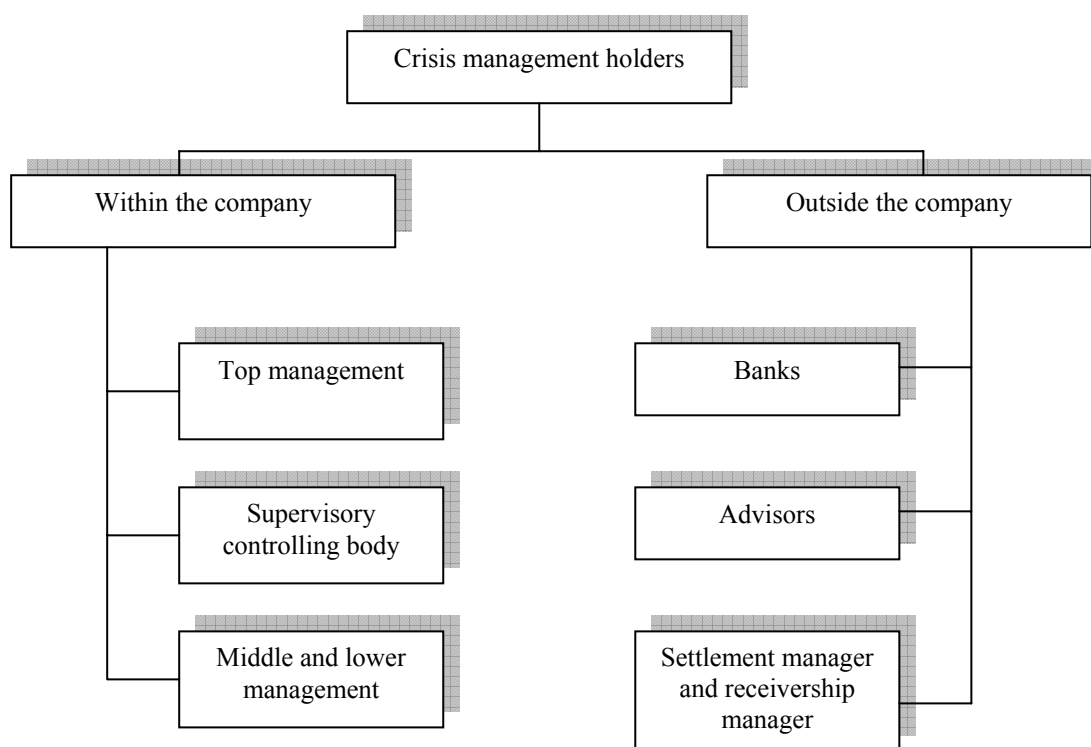 Crisis management holders
Within the company
Outside the company
Top management
Supervisory
controlling body
Middle and lower
management
Banks
Advisors
Settlement manager
and receivership
manager